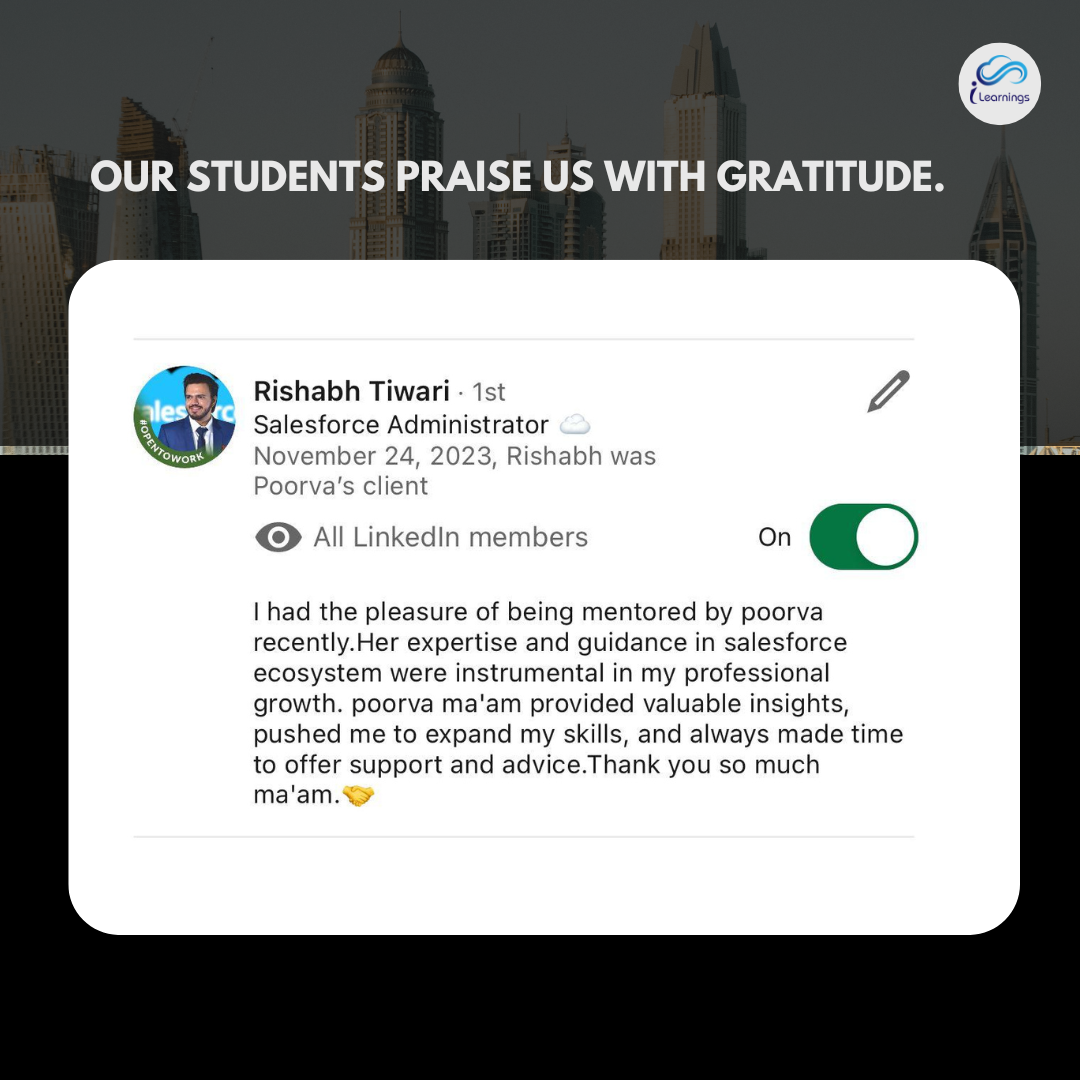 i Learnings
OUR STUDENTS PRAISE US WITH GRATITUDE.
Rishabh Tiwari · 1st
Salesforce Administrator ☁️
November 24, 2023, Rishabh was
Poorva’s client
All LinkedIn members
On
alesforc
#OPENTOWORK
I had the pleasure of being mentored by poorva
recently.Her expertise and guidance in salesforce
ecosystem were instrumental in my professional
growth. poorva ma'am provided valuable insights,
pushed me to expand my skills, and always made time
to offer support and advice.Thank you so much
ma'am.🤝